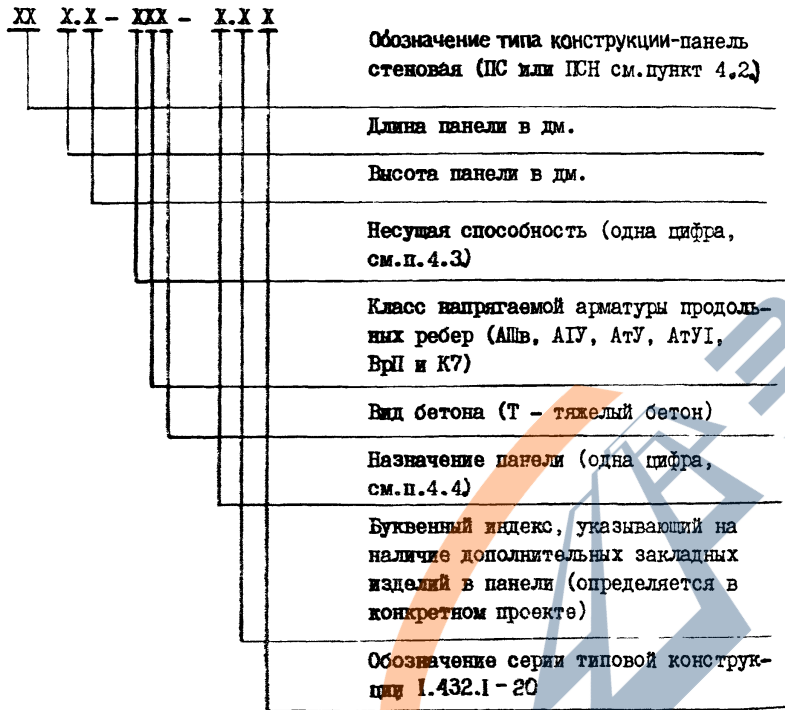 XX X.X - XXX - X.X X
Обозначение типа конструкции-панель
стеновая (ПС или ПСН см.пункт 4.2)
Длина панели в дм.
Высота панели в дм.
Несущая способность (одна цифра,
см.п.4.3)
Класс напрягаемой арматуры продоль-
ных ребер (АШв, АIУ, АтУ, АтУI,
ВрП и К7)
Вид бетона (Т - тяжелый бетон)
Назначение панели (одна цифра,
см.п.4.4)
Буквенный индекс, указывающий на
наличие дополнительных закладных
изделий в панели (определяется в
конкретном проекте)
Обозначение серии типовой конструк-
ции I.432.I-20